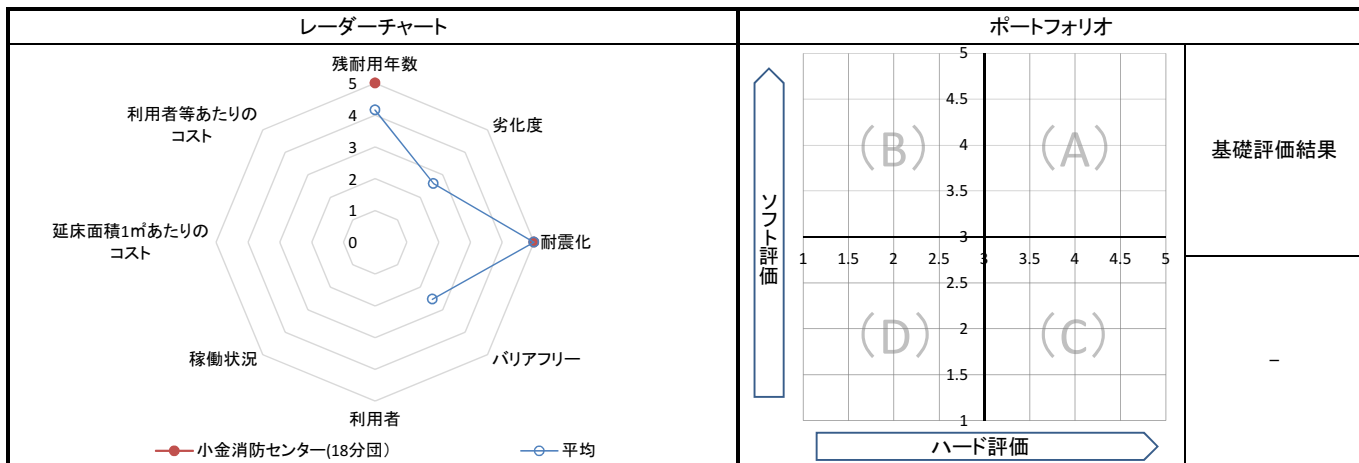 レーダーチャート
残耐用年数
劣化度
耐震化
バリアフリー
利用者
稼働状況
延床面積1㎡あたりの
コスト
利用者等あたりの
コスト
5
4
3
2
1
0
小金消防センター(18分団)
平均
ポートフォリオ
ソフト評価
5
4.5
4
3.5
3
2.5
2
1.5
1
1 1.5 2 2.5 3 3.5 4 4.5 5
(B)
(A)
(D)
(C)
ハード評価
基礎評価結果
–